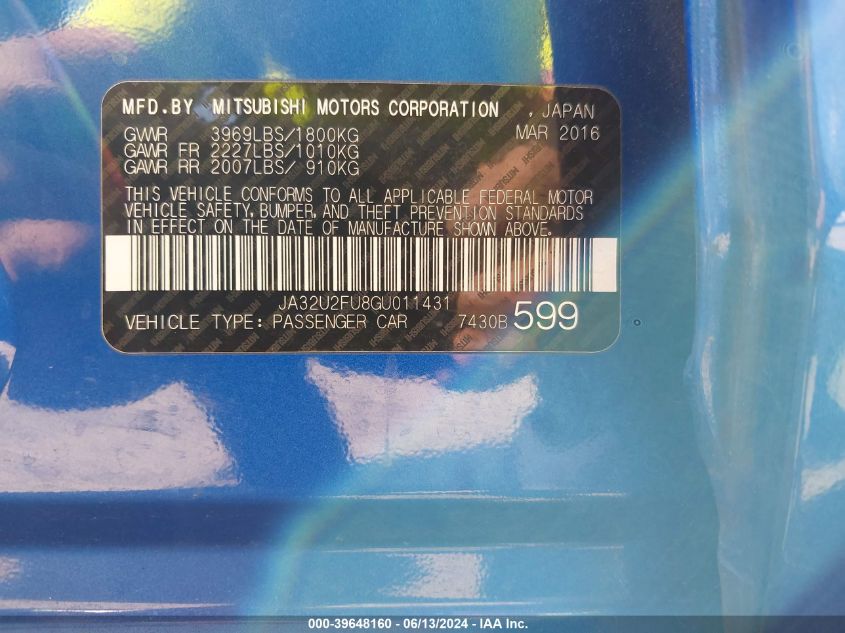 MFD.BY MITSUBISHI MOTORS CORPORATION , JAPAN
GVWR 3969LBS/1800KG MAR 2016
GAWR FR 2227LBS/1010KG
GAWR RR 2007LBS/ 910KG
THIS VEHICLE CONFORMS TO ALL APPLICABLE FEDERAL MOTOR
VEHICLE SAFETY, BUMPER, AND THEFT PREVENTION STANDARDS
IN EFFECT ON THE DATE OF MANUFACTURE SHOWN ABOVE.
JA32U2FU8GU011431
VEHICLE TYPE: PASSENGER CAR 7430B 599
000-39648160 - 06/13/2024 - IAA Inc.